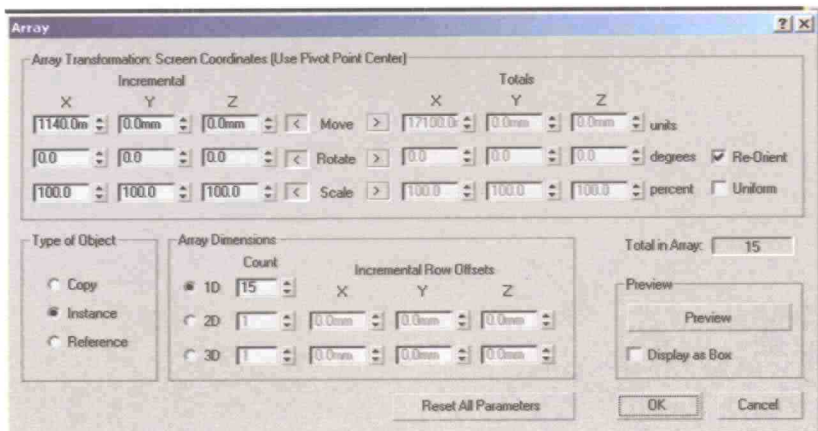 Array
Array Transformation: Screen Coordinates (Use Pivot Point Center)
Incremental Totals
X Y Z X Y Z
1140.0m 0.0mm 0.0mm < Move > 17100.0r 0.0mm 0.0mm units
0.0 0.0 0.0 < Rotate > 0.0 0.0 0.0 degrees Re-Orient
100.0 100.0 100.0 < Scale > 100.0 100.0 100.0 percent Uniform
Type of Object
Copy
Instance
Reference
Array Dimensions
Count
Incremental Row Offsets
1D 15 X Y Z
2D 1 0.0mm 0.0mm 0.0mm
3D 1 0.0mm 0.0mm 0.0mm
Total in Array: 15
Preview
Preview
Display as Box
Reset All Parameters OK Cancel